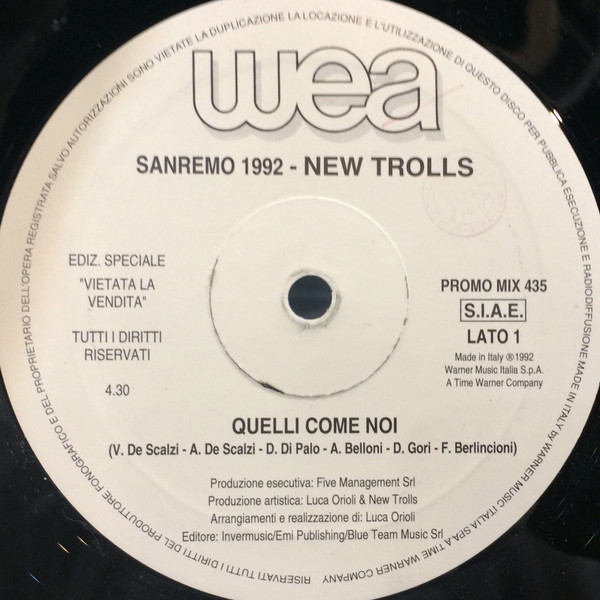 wea
SANREMO 1992 - NEW TROLLS
EDIZ. SPECIALE
"VIETATA LA
VENDITA"
TUTTI I DIRITTI
RISERVATI
4.30
PROMO MIX 435
S.I.A.E.
LATO 1
Made in Italy ℗1992
Warner Music Italia S.p.A.
A Time Warner Company
QUELLI COME NOI
(V. De Scalzi - A. De Scalzi - D. Di Palo - A. Belloni - D. Gori - F. Berlincioni)
Produzione esecutiva: Five Management Srl
Produzione artistica: Luca Orioli & New Trolls
Arrangiamenti e realizzazione di: Luca Orioli
Editore: Invermusic/Emi Publishing/Blue Team Music Srl
RISERVATI TUTTI I DIRITTI DEL PRODUTTORE FONOGRAFICO E DEL PROPRIETARIO DELL'OPERA REGISTRATA SALVO AUTORIZZAZIONI SONO VIETATE LA DUPLICAZIONE LA LOCAZIONE E L'UTILIZZAZIONE DI QUESTO DISCO PER PUBBLICA ESECUZIONE E RADIODIFFUSIONE MADE IN ITALY by WARNER MUSIC ITALIA SPA A TIME WARNER COMPANY